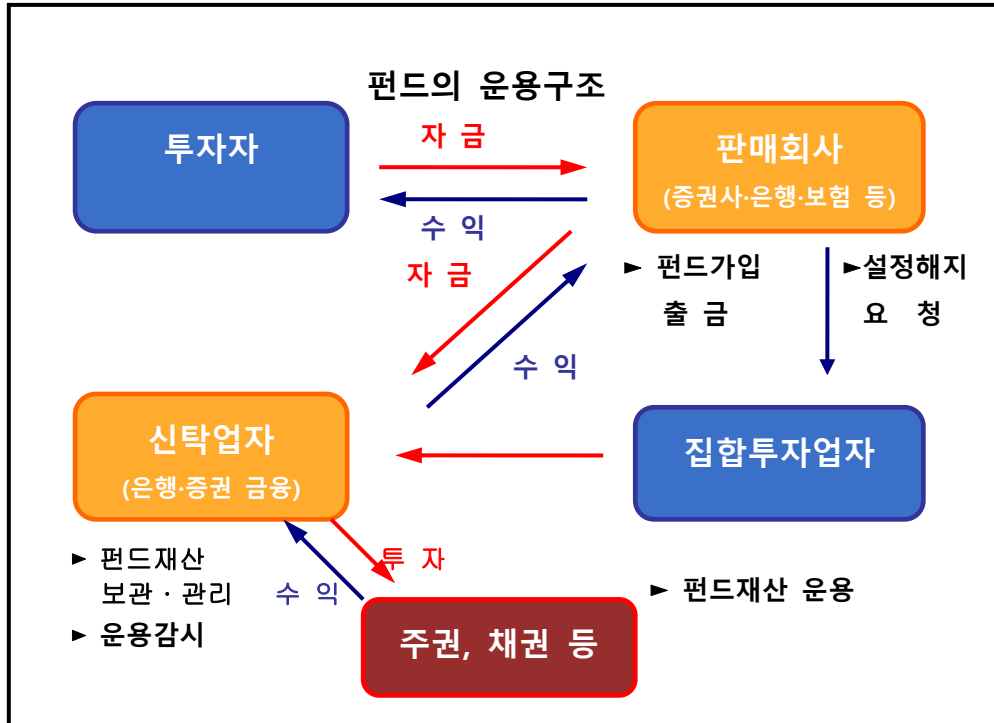 펀드의 운용구조
투자자
자 금
판매회사
(증권사·은행·보험 등)
수 익
자 금
► 펀드가입
출 금
►설정해지
요 청
수 익
신탁업자
(은행·증권 금융)
집합투자업자
► 펀드재산
보관 · 관리
► 운용감시
투 자
수 익
► 펀드재산 운용
주권, 채권 등